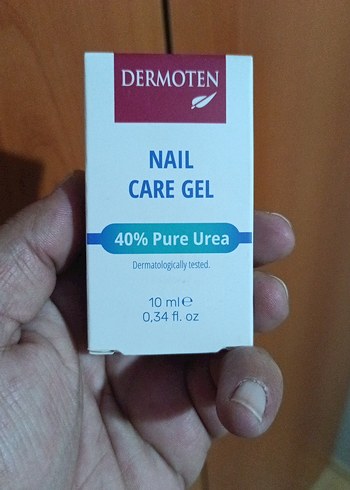 DERMOTEN
NAIL
CARE GEL
40% Pure Urea
Dermatologically tested.
10 ml℮
0,34 fl. oz